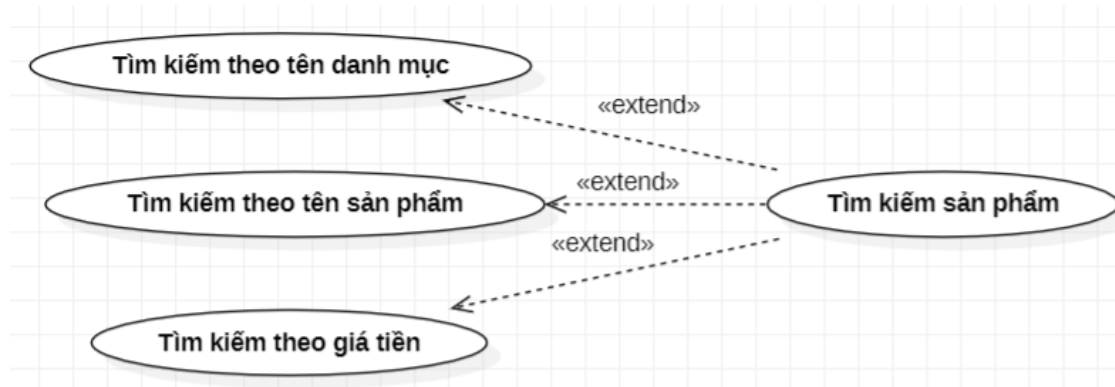 Tìm kiếm theo tên danh mục
«extend»
«extend»
Tìm kiếm theo tên sản phẩm
Tìm kiếm sản phẩm
«extend»
Tìm kiếm theo giá tiền